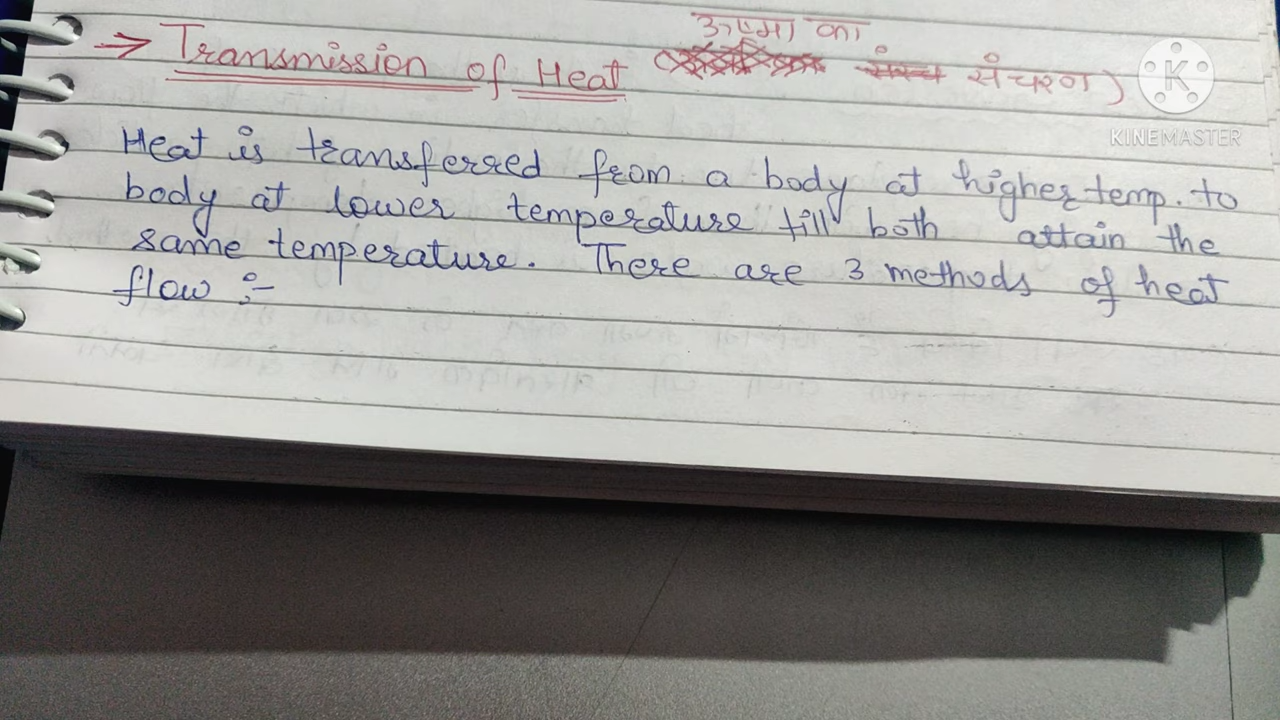 → Transmission of Heat (ऊष्मा का संचरण)
Heat is transferred from a body at higher temp. to
body at lower temperature till both attain the
same temperature. There are 3 methods of heat
flow :-
KINEMASTER